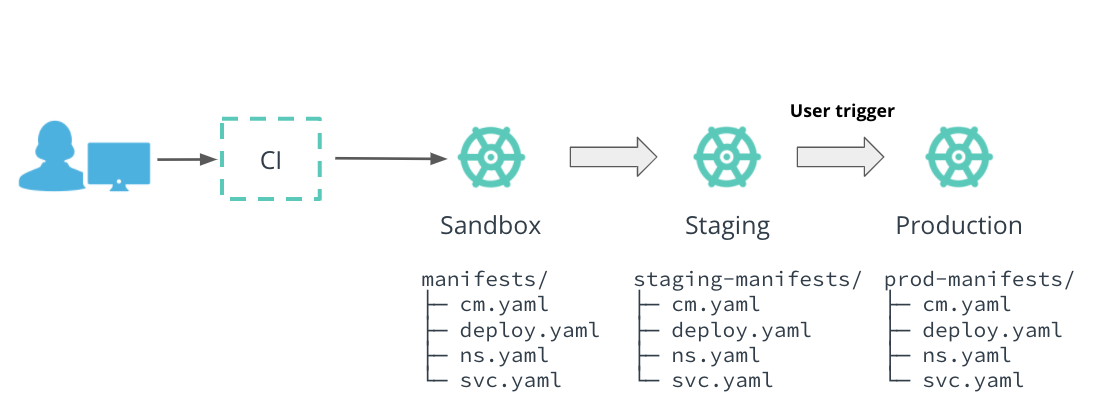 User trigger
CI
Sandbox
Staging
Production
manifests/
├─ cm.yaml
├─ deploy.yaml
├─ ns.yaml
└─ svc.yaml
staging-manifests/
├─ cm.yaml
├─ deploy.yaml
├─ ns.yaml
└─ svc.yaml
prod-manifests/
├─ cm.yaml
├─ deploy.yaml
├─ ns.yaml
└─ svc.yaml